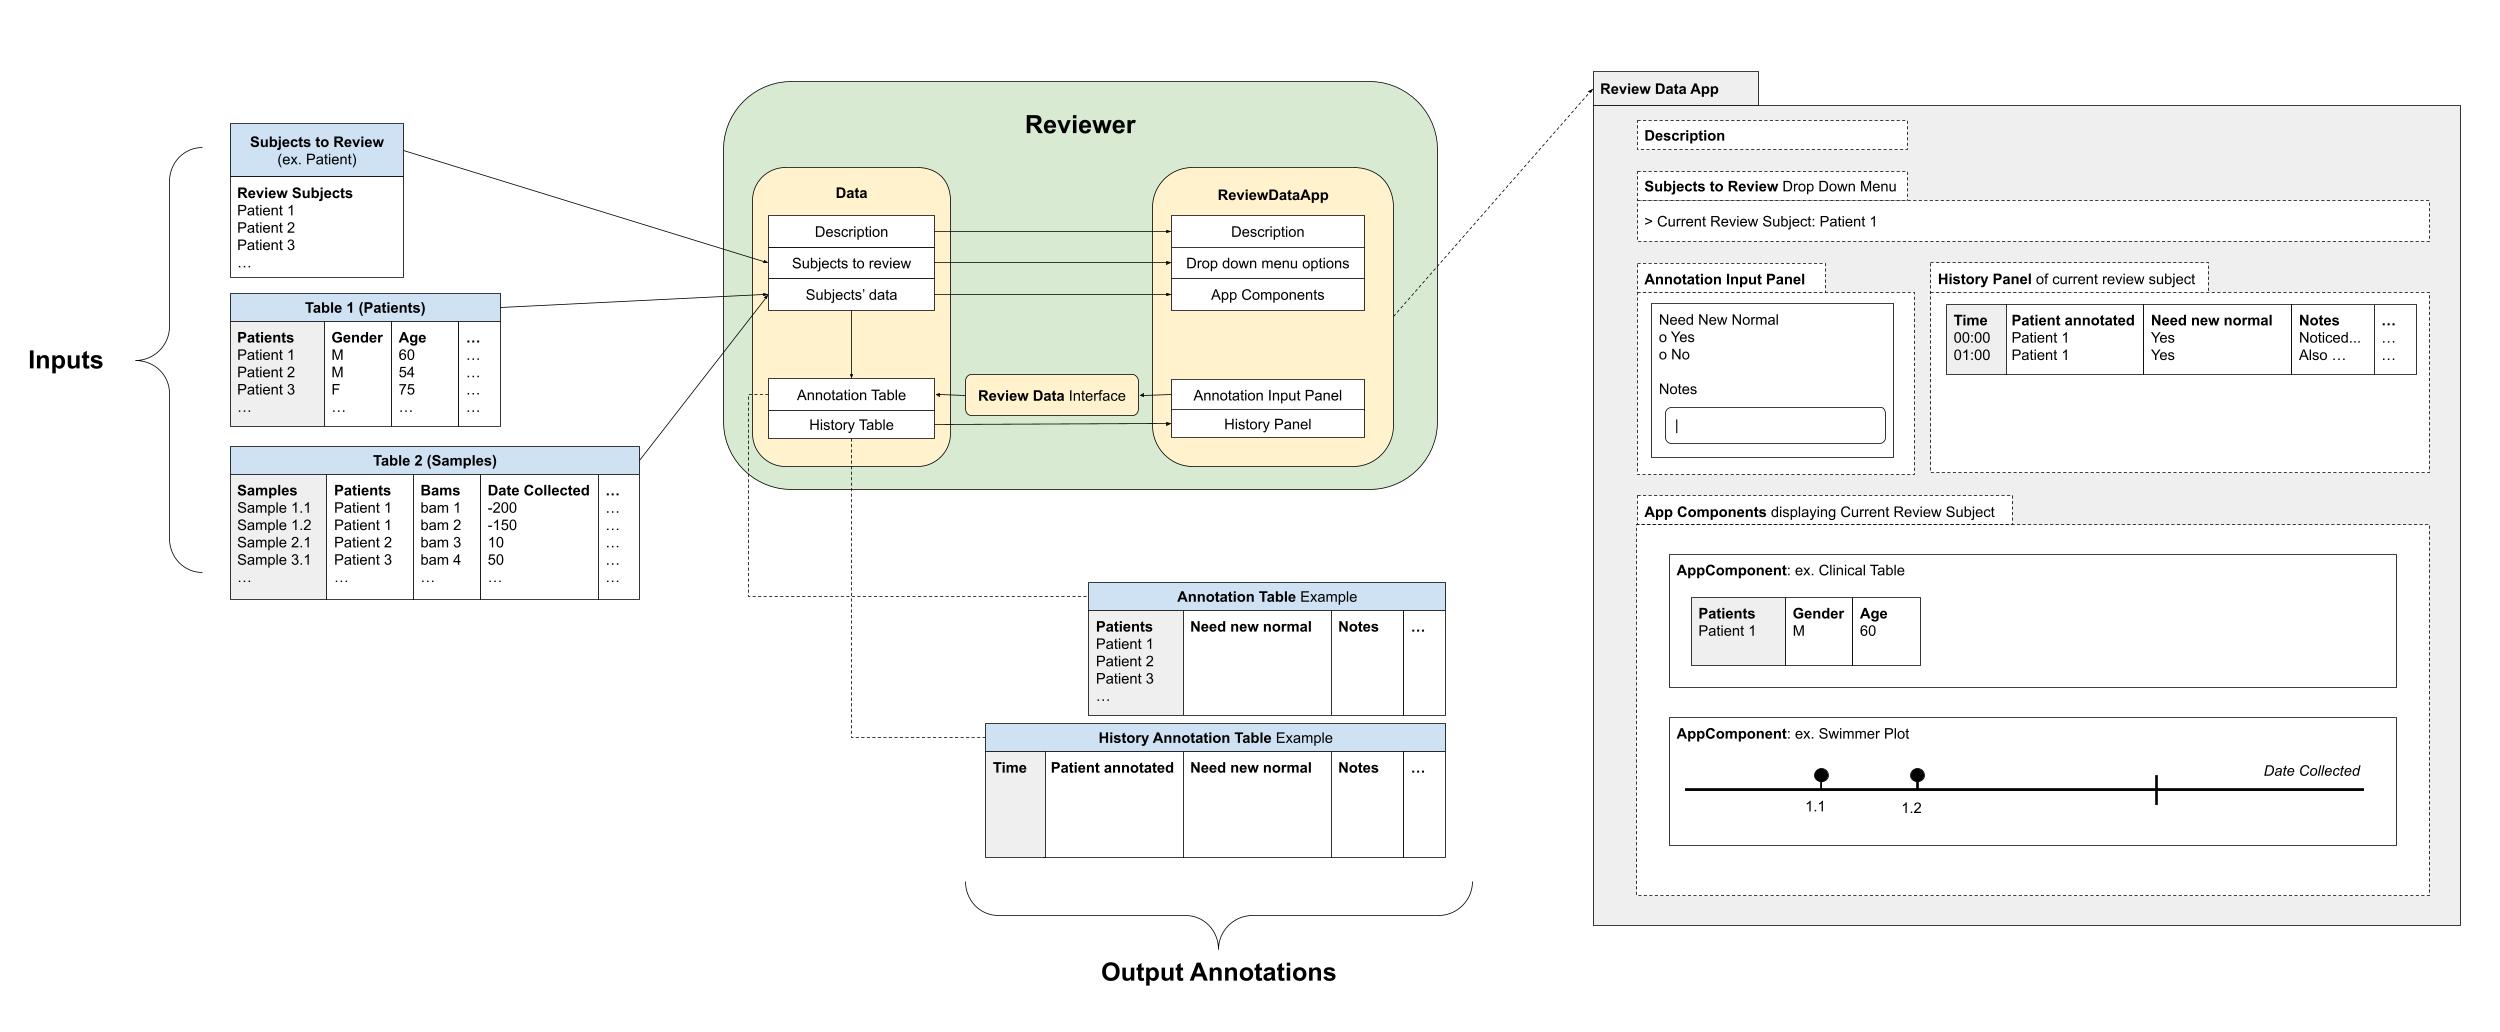 Inputs
Subjects to Review
(ex. Patient)
Review Subjects
Patient 1
Patient 2
Patient 3
…
Table 1 (Patients)
Patients Gender Age …
Patient 1 M 60 …
Patient 2 M 54 …
Patient 3 F 75 …
… … … …
Table 2 (Samples)
Samples Patients Bams Date Collected …
Sample 1.1 Patient 1 bam 1 -200 …
Sample 1.2 Patient 1 bam 2 -150 …
Sample 2.1 Patient 2 bam 3 10 …
Sample 3.1 Patient 3 bam 4 50 …
… … … … …
Reviewer
Data
Description
Subjects to review
Subjects’ data
Annotation Table
History Table
Review Data Interface
ReviewDataApp
Description
Drop down menu options
App Components
Annotation Input Panel
History Panel
Annotation Table Example
Patients Need new normal Notes …
Patient 1
Patient 2
Patient 3
…
History Annotation Table Example
Time Patient annotated Need new normal Notes …
Output Annotations
Review Data App
Description
Subjects to Review Drop Down Menu
> Current Review Subject: Patient 1
Annotation Input Panel
Need New Normal
o Yes
o No
Notes
|
History Panel of current review subject
Time Patient annotated Need new normal Notes …
00:00 Patient 1 Yes Noticed... …
01:00 Patient 1 Yes Also … …
App Components displaying Current Review Subject
AppComponent: ex. Clinical Table
Patients Gender Age
Patient 1 M 60
AppComponent: ex. Swimmer Plot
Date Collected
1.1 1.2